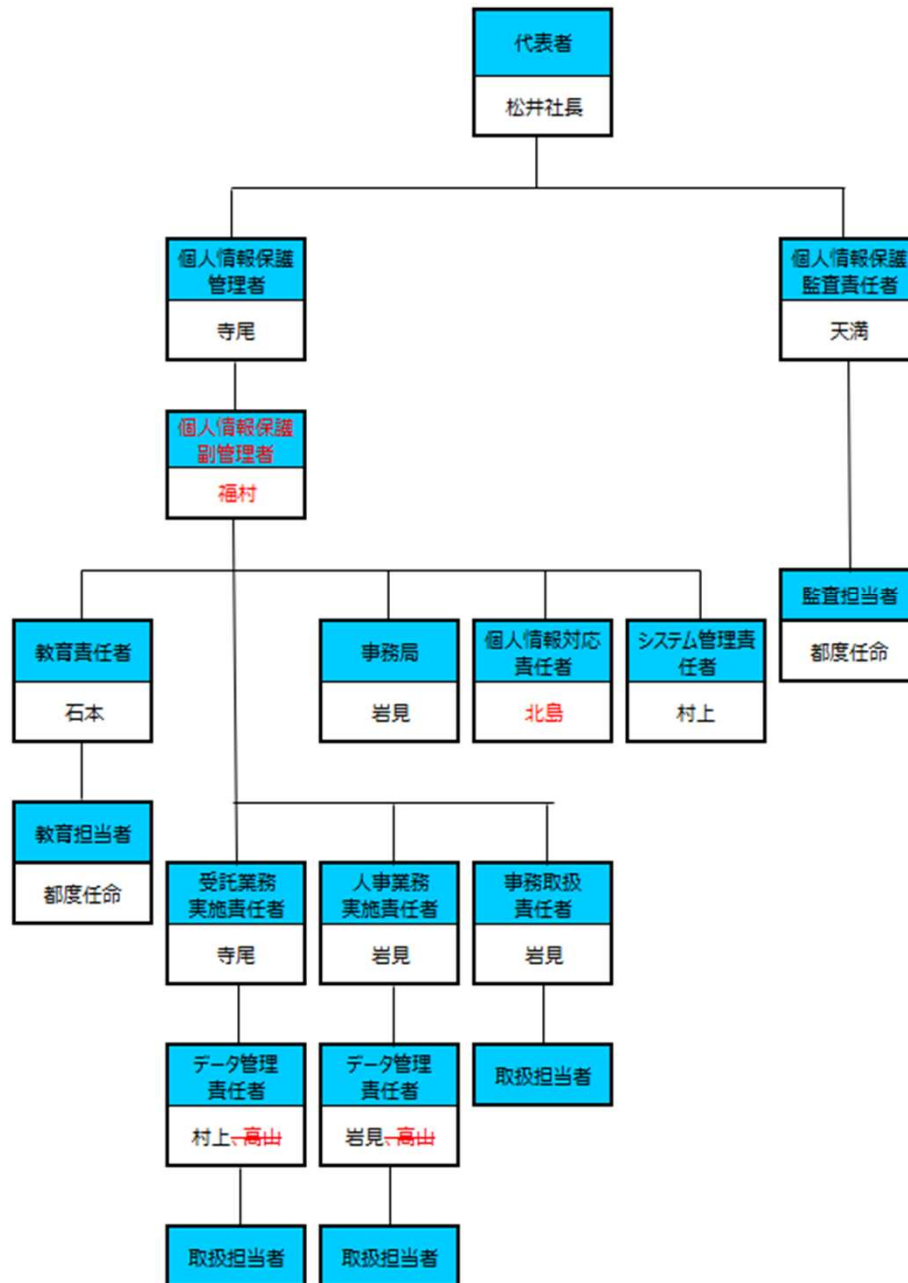 代表者
松井社長
個人情報保護
管理者
寺尾
個人情報保護
監査責任者
天満
個人情報保護
副管理者
福村
教育責任者
石本
事務局
岩見
個人情報対応
責任者
北島
システム管理責
任者
村上
監査担当者
都度任命
教育担当者
都度任命
受託業務
実施責任者
寺尾
人事業務
実施責任者
岩見
事務取扱
責任者
岩見
データ管理
責任者
村上、高山
データ管理
責任者
岩見、高山
取扱担当者
取扱担当者
取扱担当者